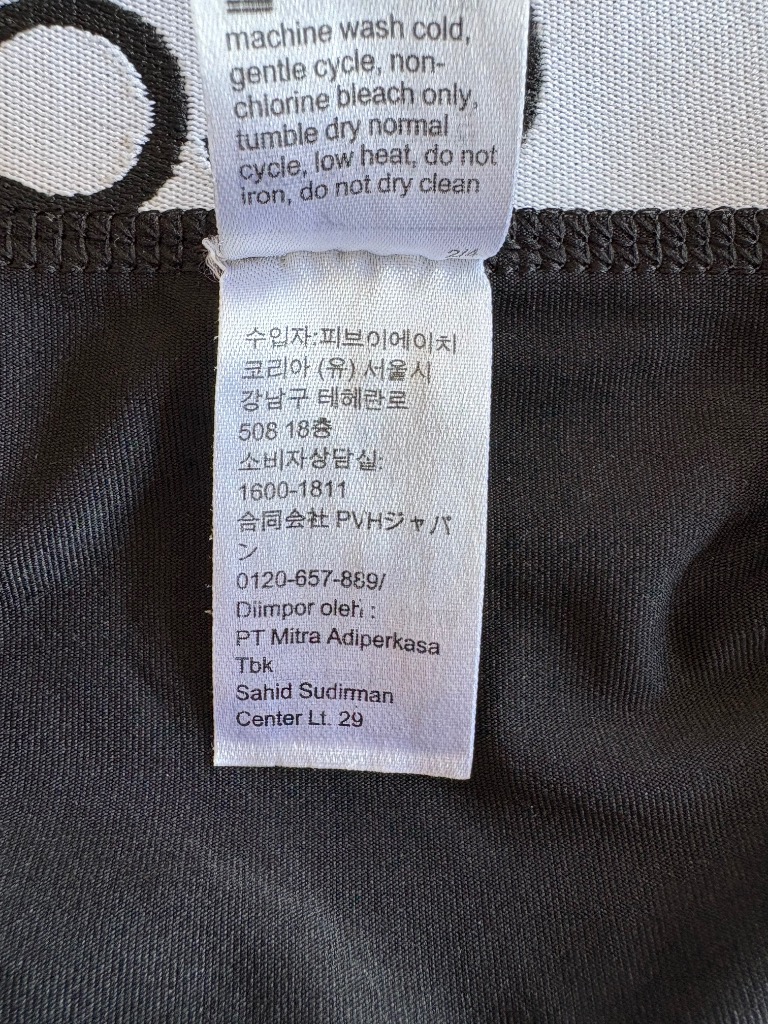 machine wash cold,
gentle cycle, non-
chlorine bleach only,
tumble dry normal
cycle, low heat, do not
iron, do not dry clean
2/4
수입자:피브이에이치
코리아 (유) 서울시
강남구 테헤란로
508 18층
소비자상담실:
1600-1811
合同会社 PVHジャパ
ン
0120-657-889/
Diimpor oleh :
PT Mitra Adiperkasa
Tbk
Sahid Sudirman
Center Lt. 29